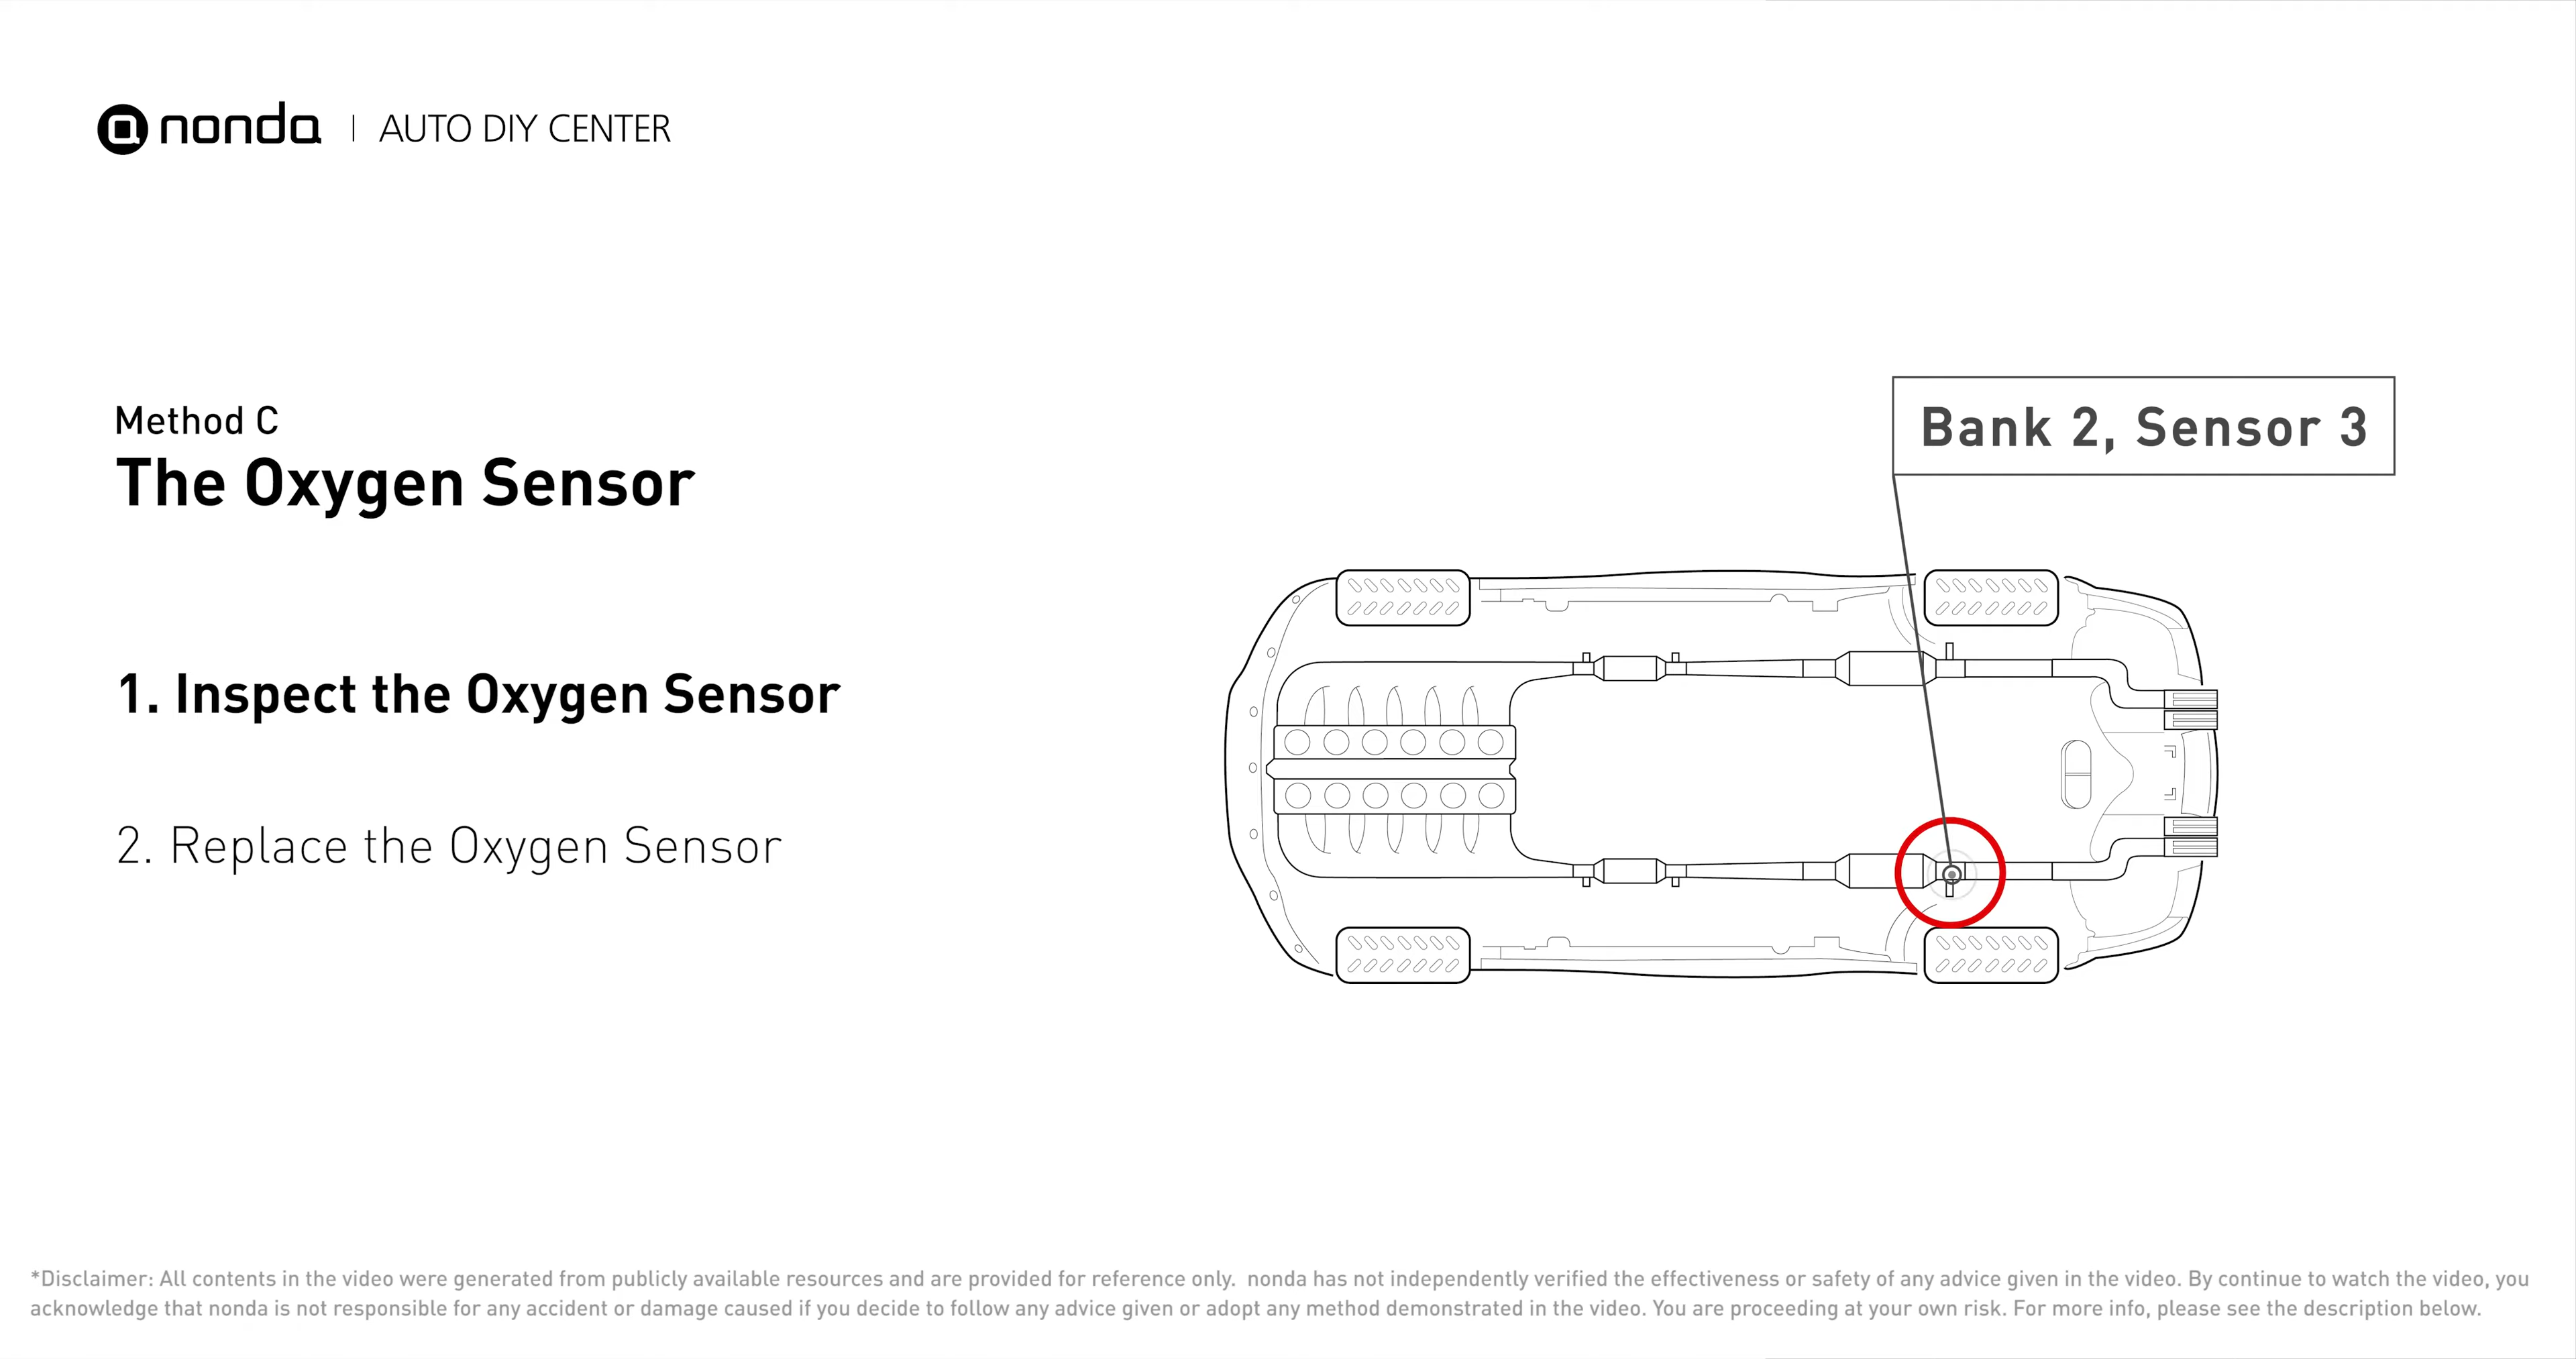 nonda | AUTO DIY CENTER
Method C
The Oxygen Sensor
Bank 2, Sensor 3
1. Inspect the Oxygen Sensor
2. Replace the Oxygen Sensor
*Disclaimer: All contents in the video were generated from publicly available resources and are provided for reference only.  nonda has not independently verified the effectiveness or safety of any advice given in the video. By continue to watch the video, you
acknowledge that nonda is not responsible for any accident or damage caused if you decide to follow any advice given or adopt any method demonstrated in the video. You are proceeding at your own risk. For more info, please see the description below.